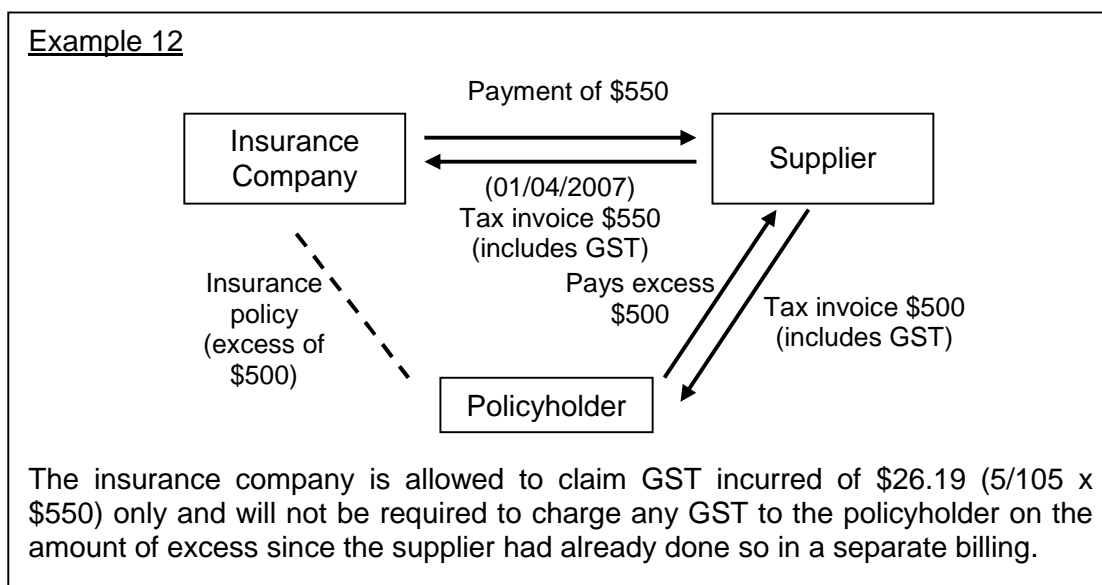 Example 12
Payment of $550
Insurance
Company
Supplier
(01/04/2007)
Tax invoice $550
(includes GST)
Insurance
policy
(excess of
$500)
Pays excess
$500
Tax invoice $500
(includes GST)
Policyholder
The insurance company is allowed to claim GST incurred of $26.19 (5/105 x
$550) only and will not be required to charge any GST to the policyholder on the
amount of excess since the supplier had already done so in a separate billing.